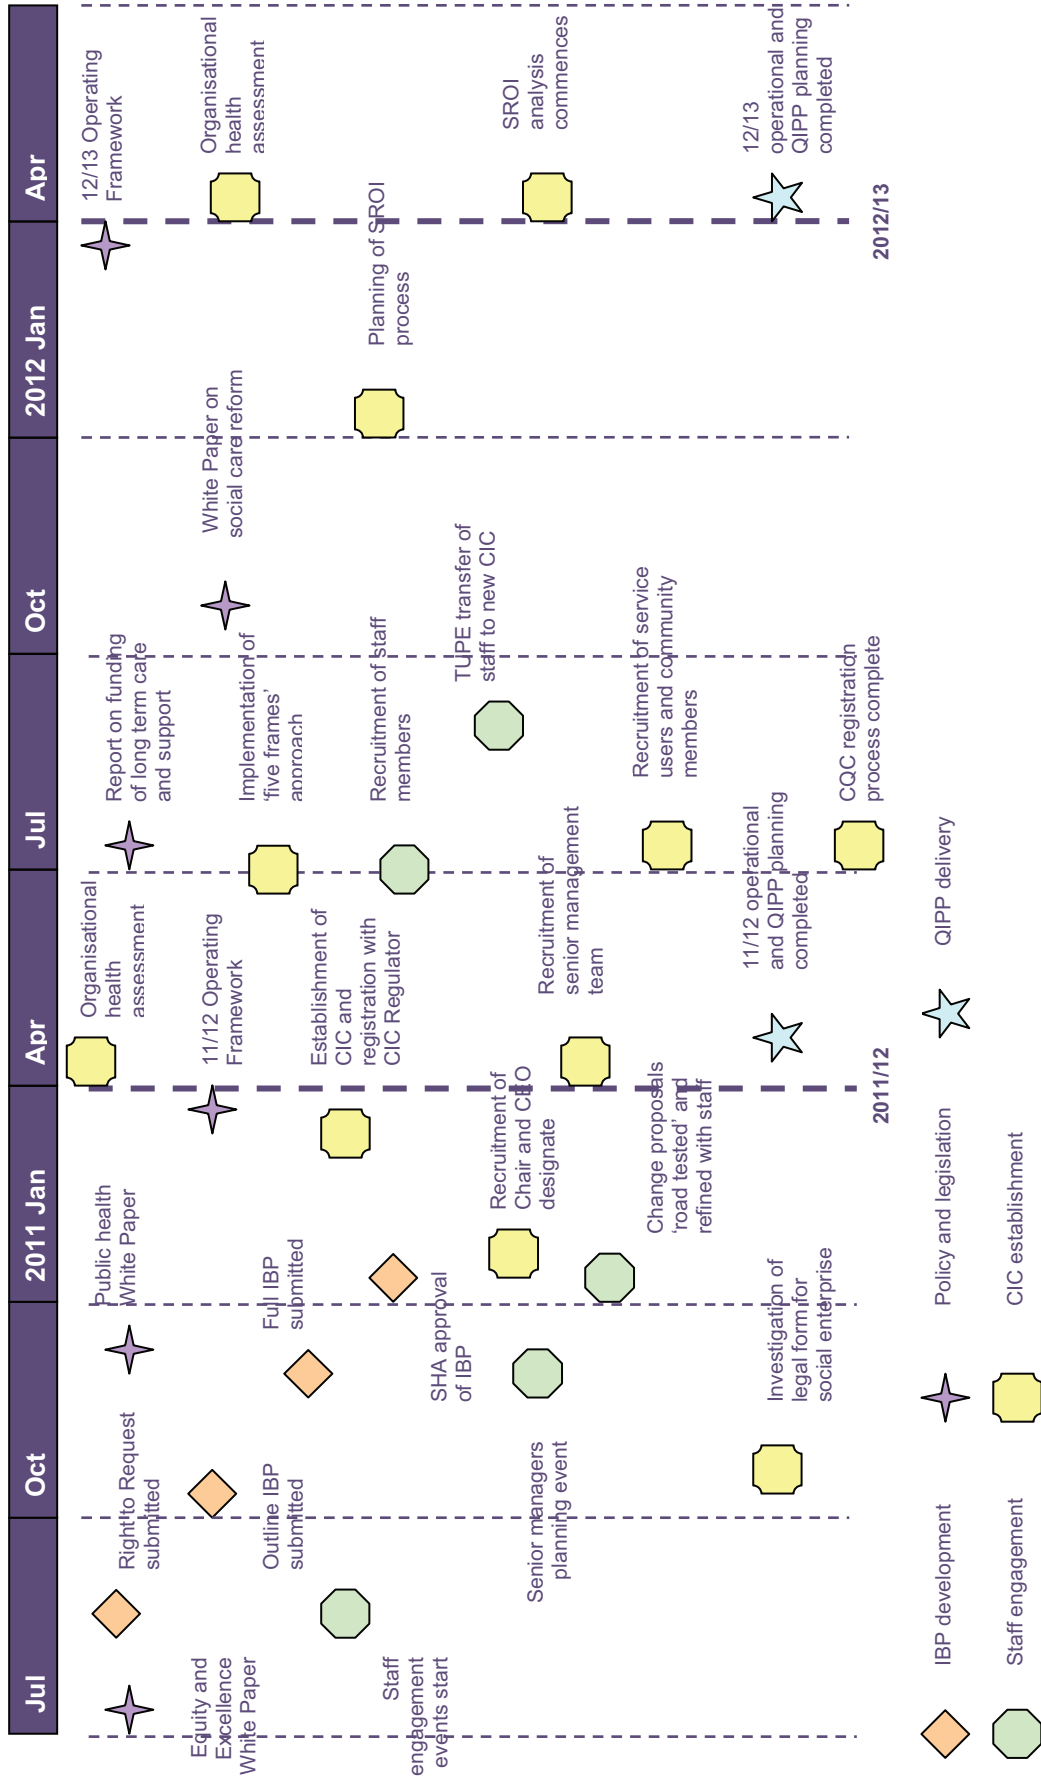 Jul
Oct
2011 Jan
Apr
Jul
Oct
2012 Jan
Apr
Equity and
Excellence
White Paper
Right to Request
submitted
Public health
White Paper
Organisational
health
assessment
Report on funding
of long term care
and support
12/13 Operating
Framework
11/12 Operating
Framework
White Paper on
social care reform
Organisational
health
assessment
Outline IBP
submitted
Full IBP
submitted
Implementation of
‘five frames’
approach
Staff
engagement
events start
Establishment of
CIC and
registration with
CIC Regulator
Recruitment of staff
members
Planning of SROI
process
SHA approval
of IBP
TUPE transfer of
staff to new CIC
Recruitment of
Chair and CEO
designate
SROI
analysis
commences
Senior managers
planning event
Recruitment of
senior management
team
Change proposals
‘road tested’ and
refined with staff
Recruitment of service
users and community
members
Investigation of
legal form for
social enterprise
11/12 operational
and QIPP planning
completed
12/13
operational and
QIPP planning
completed
CQC registration
process complete
2011/12
2012/13
IBP development
Policy and legislation
QIPP delivery
Staff engagement
CIC establishment